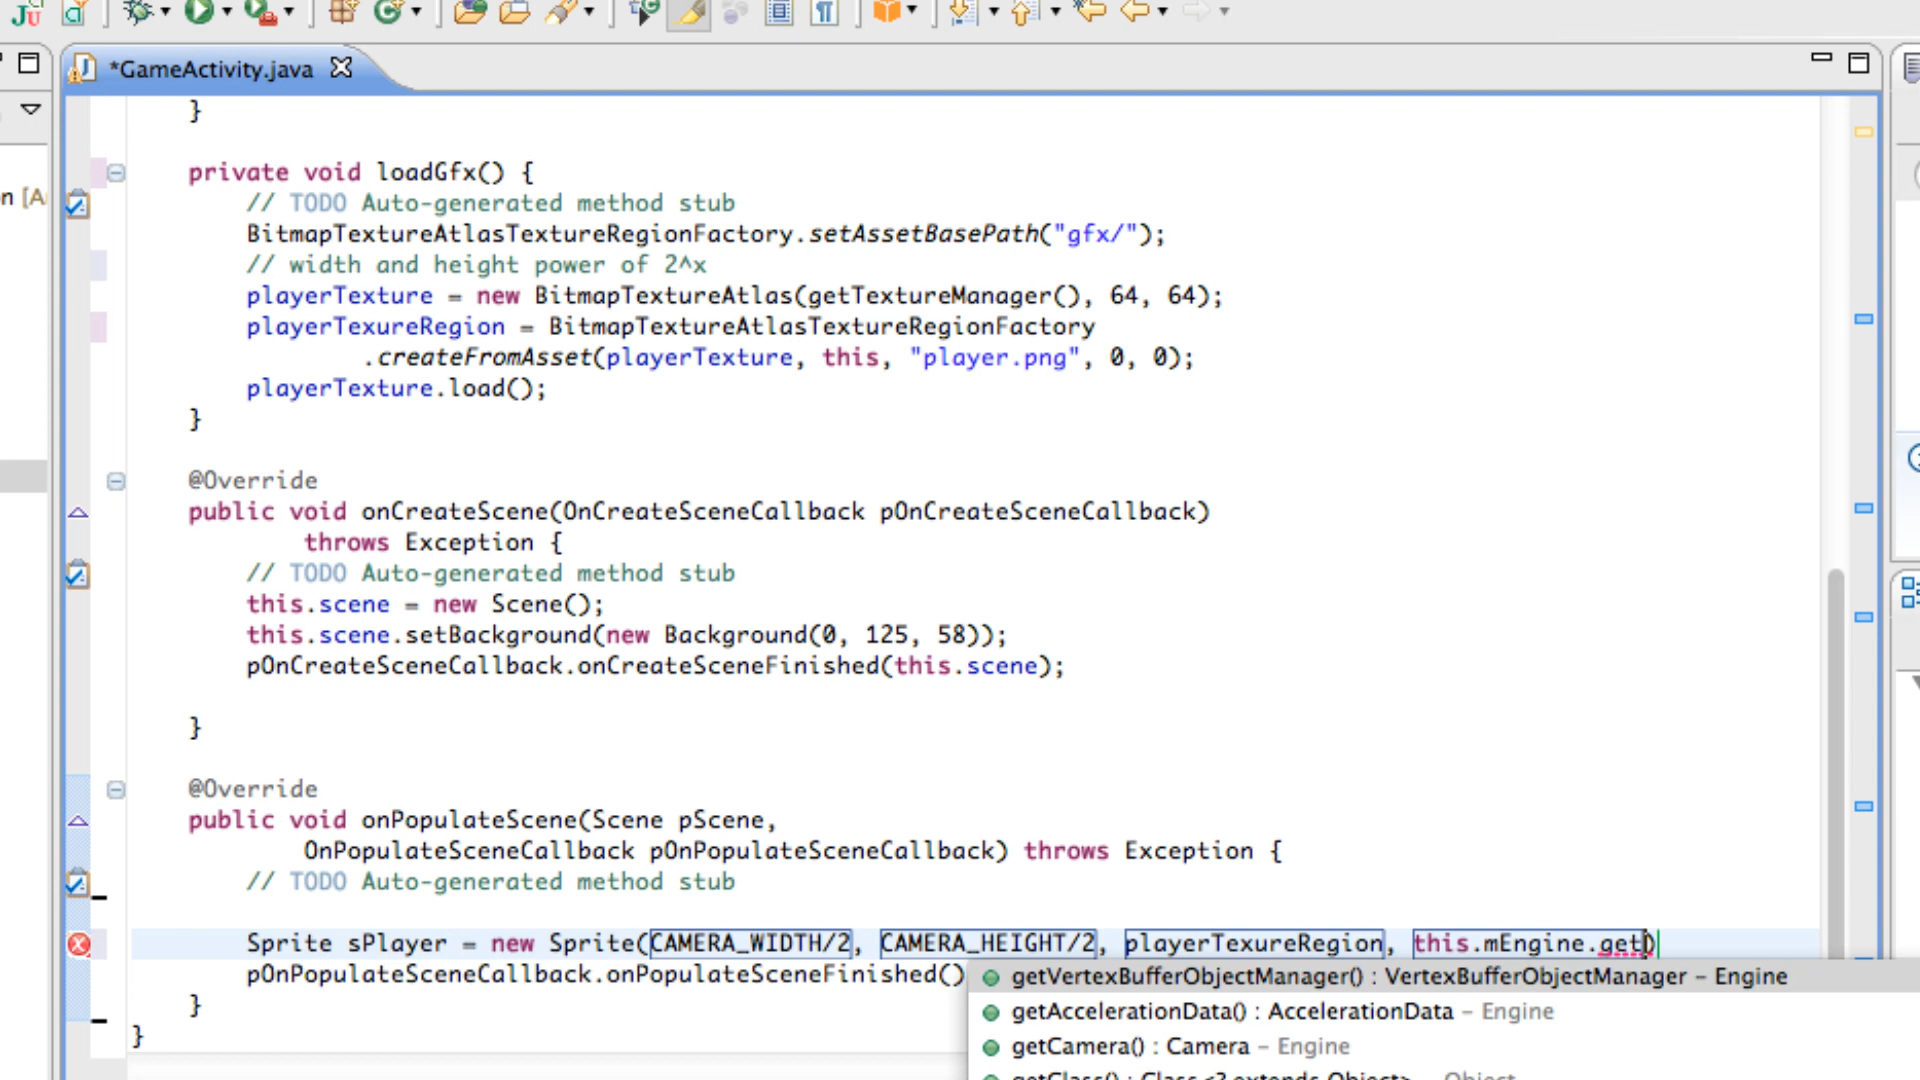 *GameActivity.java
n [A
}
private void loadGfx() {
// TODO Auto-generated method stub
BitmapTextureAtlasTextureRegionFactory.setAssetBasePath("gfx/");
// width and height power of 2^x
playerTexture = new BitmapTextureAtlas(getTextureManager(), 64, 64);
playerTexureRegion = BitmapTextureAtlasTextureRegionFactory
.createFromAsset(playerTexture, this, "player.png", 0, 0);
playerTexture.load();
}
@Override
public void onCreateScene(OnCreateSceneCallback pOnCreateSceneCallback)
throws Exception {
// TODO Auto-generated method stub
this.scene = new Scene();
this.scene.setBackground(new Background(0, 125, 58));
pOnCreateSceneCallback.onCreateSceneFinished(this.scene);
}
@Override
public void onPopulateScene(Scene pScene,
OnPopulateSceneCallback pOnPopulateSceneCallback) throws Exception {
// TODO Auto-generated method stub
Sprite sPlayer = new Sprite(CAMERA_WIDTH/2, CAMERA_HEIGHT/2, playerTexureRegion, this.mEngine.get)
pOnPopulateSceneCallback.onPopulateSceneFinished()
}
}
getVertexBufferObjectManager() : VertexBufferObjectManager - Engine
getAccelerationData() : AccelerationData - Engine
getCamera() : Camera - Engine
getClass() : Class<? extends Object> - Object